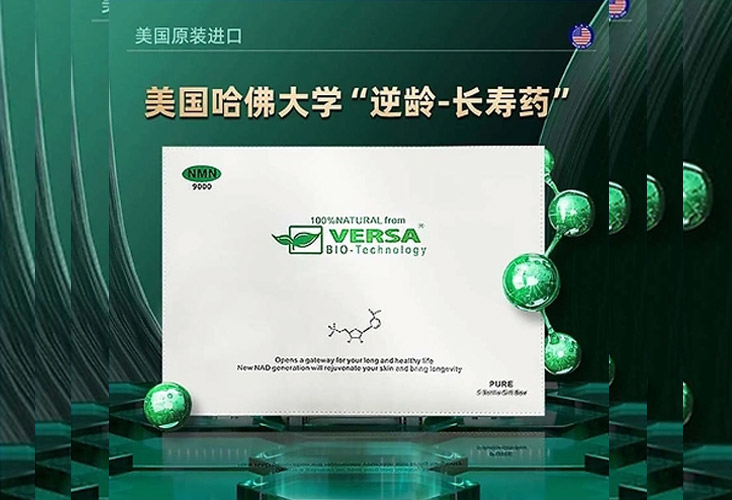 美国原装进口
美国哈佛大学“逆龄-长寿药”
NMN
9000
100%NATURAL from
VERSA®
BIO-Technology
Opens a gateway for your long and healthy life
New NAD generation will rejuvenate your skin and bring longevity
PURE